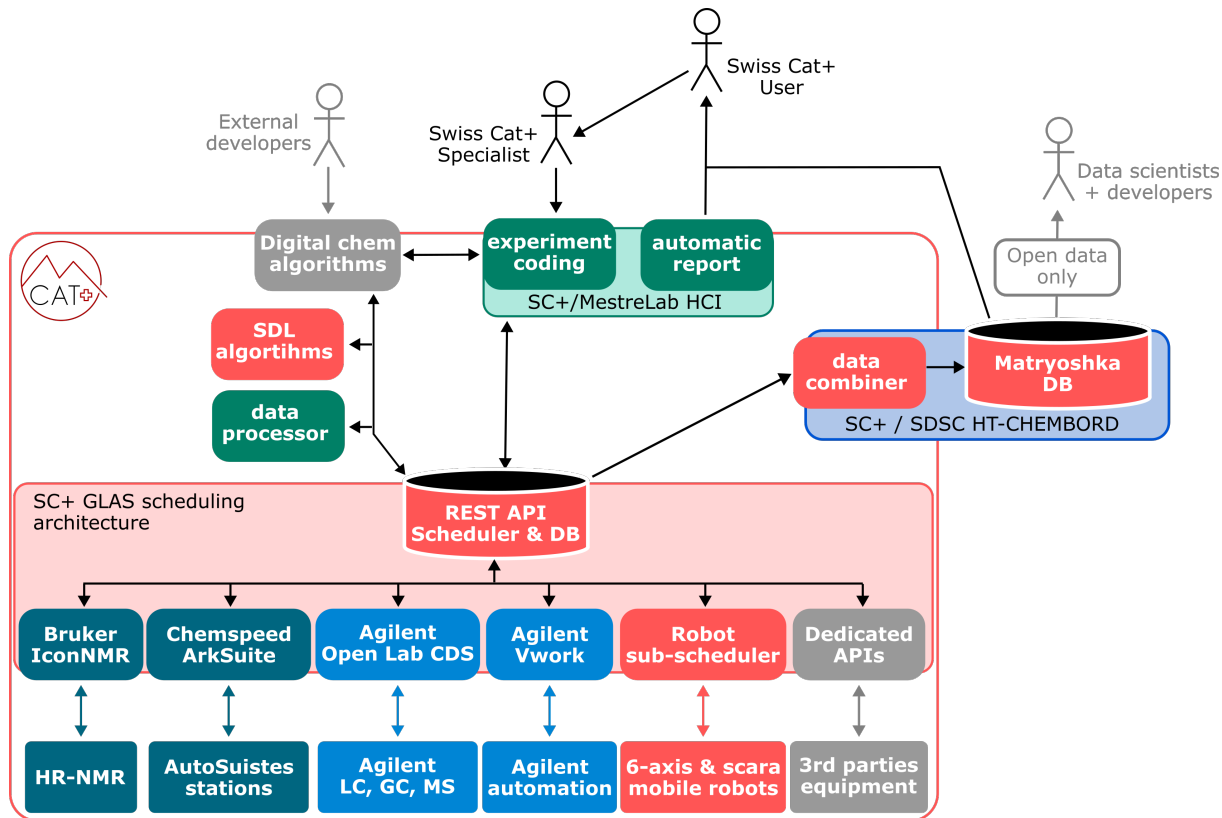 Swiss Cat+
User
External
developers
Swiss Cat+
Specialist
Data scientists
+ developers
Digital chem
algorithms
experiment
coding
automatic
report
Open data
only
CAT+
SC+/MestreLab HCI
SDL
algortihms
data
combiner
Matryoshka
DB
data
processor
SC+ / SDSC HT-CHEMBORD
SC+ GLAS scheduling
architecture
REST API
Scheduler & DB
Bruker
IconNMR
Chemspeed
ArkSuite
Agilent
Open Lab CDS
Agilent
Vwork
Robot
sub-scheduler
Dedicated
APIs
HR-NMR
AutoSuistes
stations
Agilent
LC, GC, MS
Agilent
automation
6-axis & scara
mobile robots
3rd parties
equipment